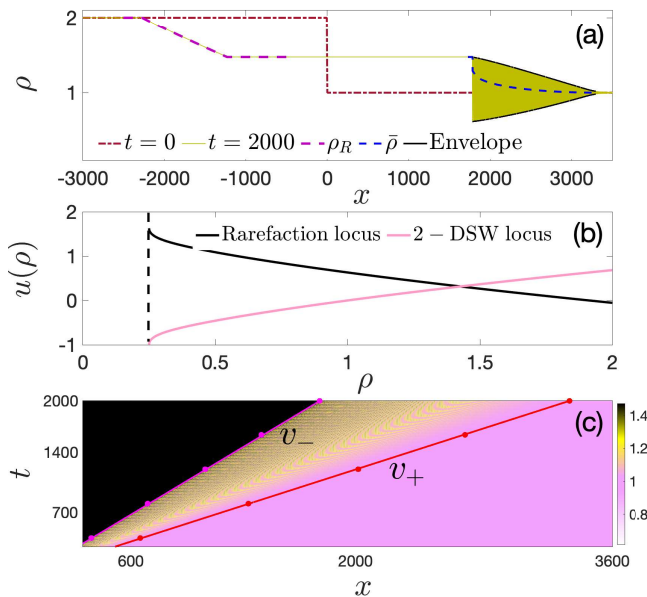 2
(a)
ρ
1
t = 0 t = 2000 ρ_R ρ̄ Envelope
-3000 -2000 -1000 0 1000 2000 3000
x
2
Rarefaction locus 2 − DSW locus (b)
u(ρ)
1
0
-1
0 0.5 1 1.5 2
ρ
2000
(c)
1.4
v_-
1400
1.2
t
v_+
1
700
0.8
600 2000 3600
x